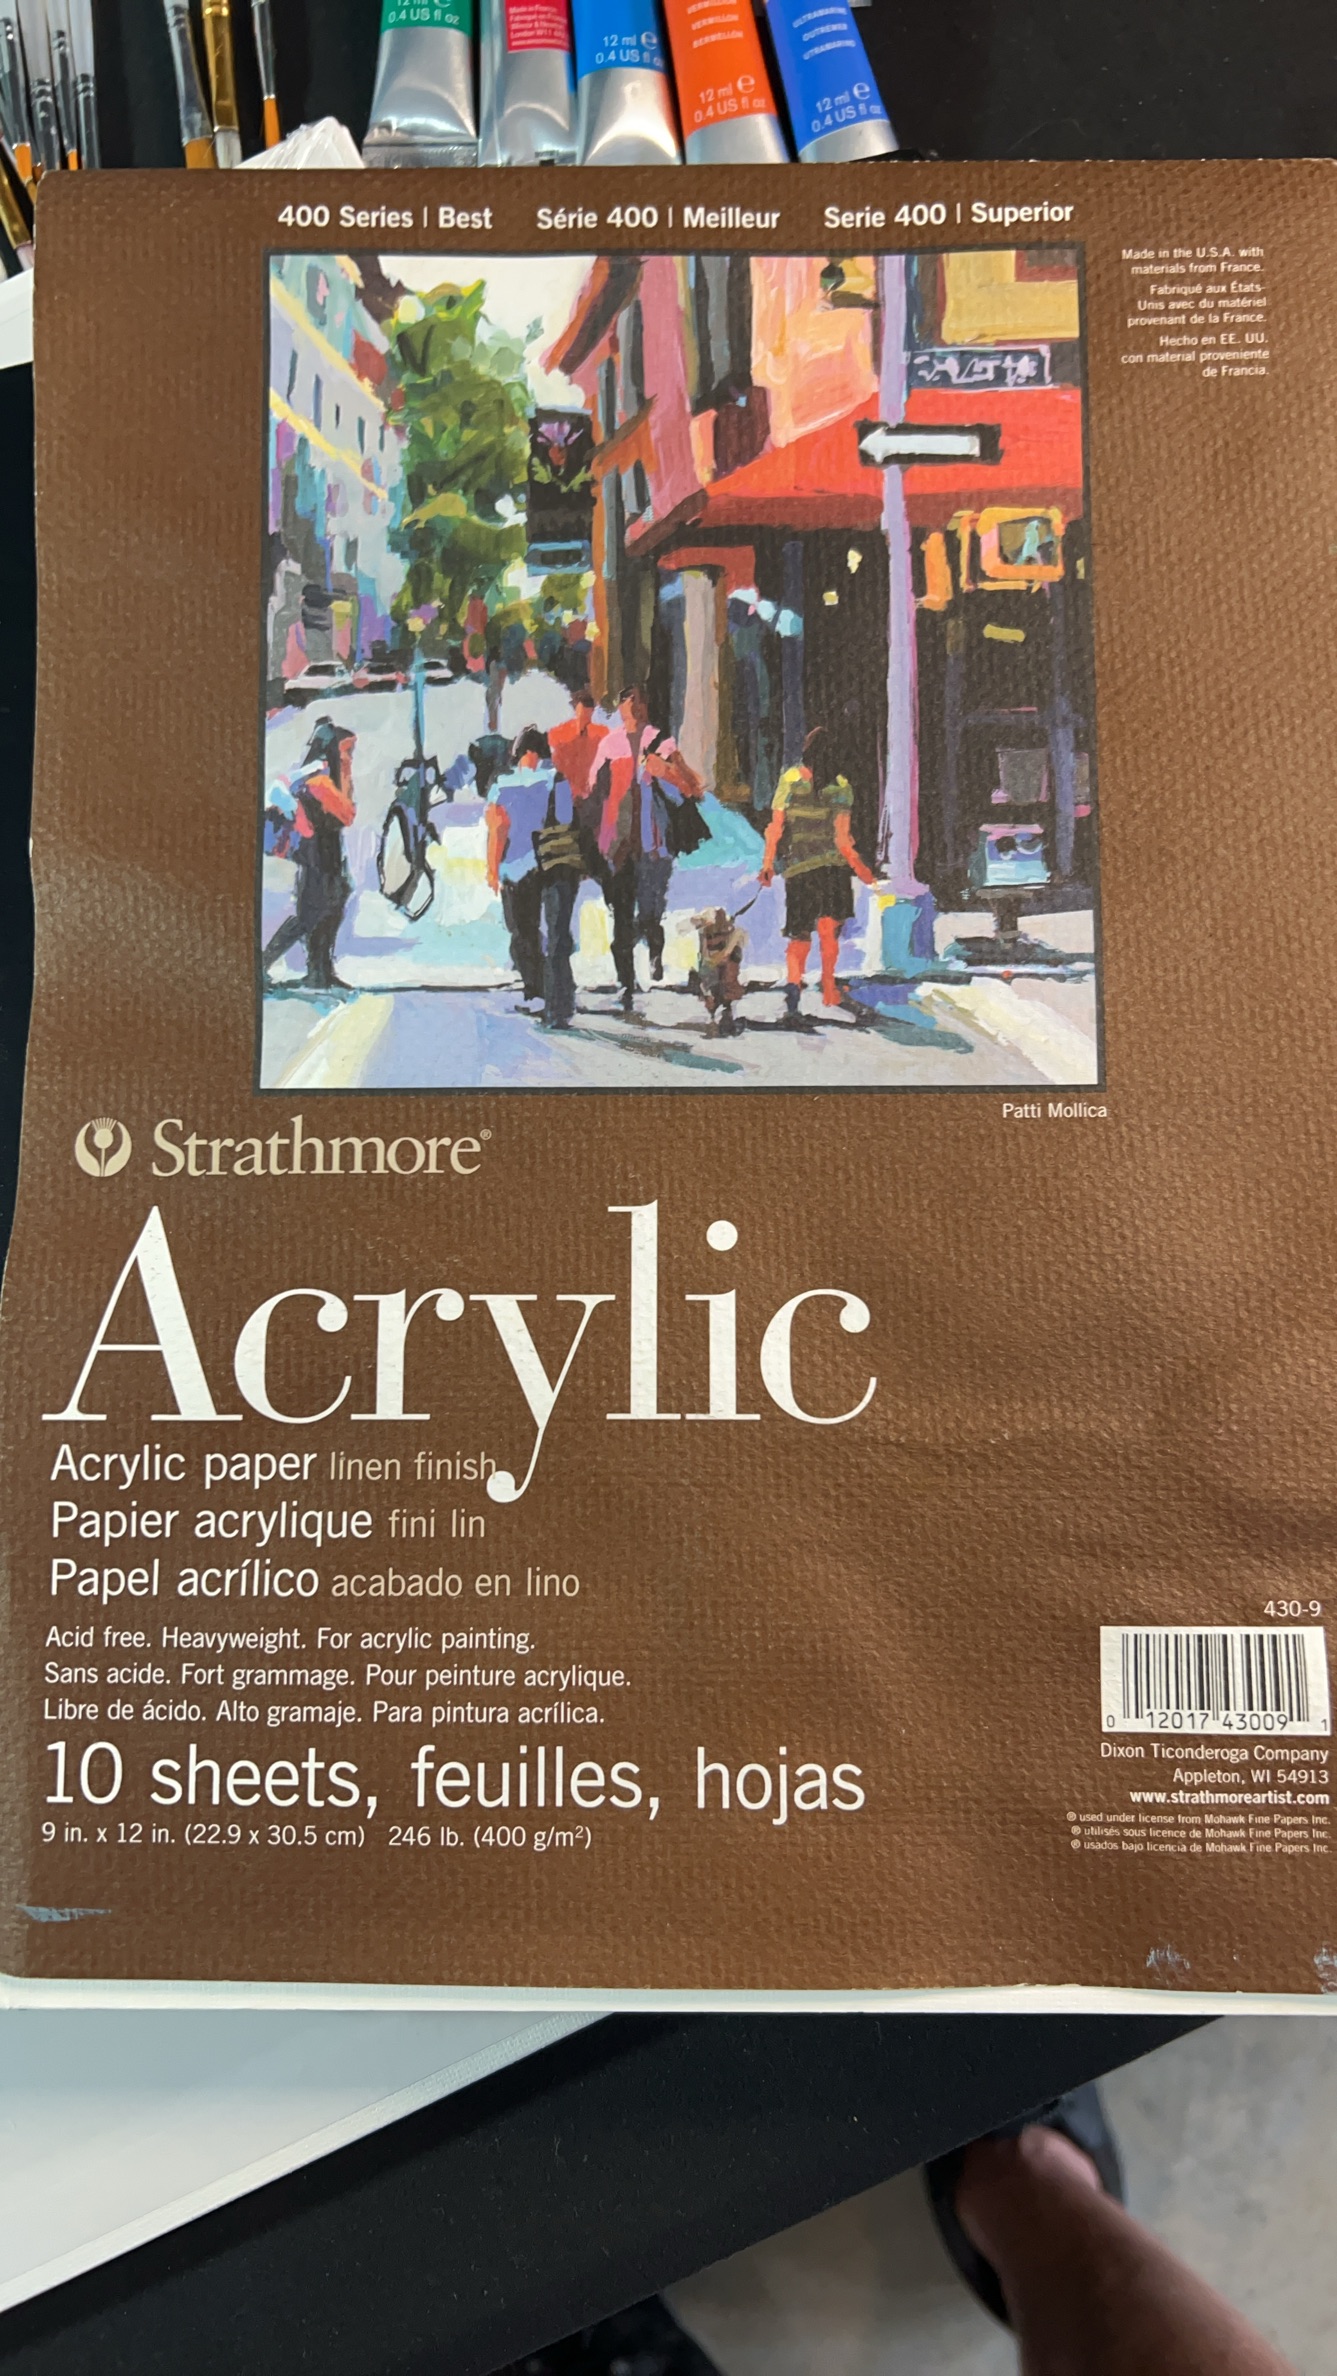 0.4 US fl oz
12 ml e
0.4 US fl oz
VERMILLON
BERMELLÓN
12 ml e
0.4 US fl oz
ULTRAMARINE
OUTREMER
12 ml e
0.4 US fl oz
400 Series | Best Série 400 | Meilleur Serie 400 | Superior
Made in the U.S.A. with
materials from France.
Fabriqué aux États-
Unis avec du matériel
provenant de la France.
Hecho en EE. UU.
con material proveniente
de Francia.
Patti Mollica
Strathmore®
Acrylic
Acrylic paper linen finish
Papier acrylique fini lin
Papel acrílico acabado en lino
Acid free. Heavyweight. For acrylic painting.
Sans acide. Fort grammage. Pour peinture acrylique.
Libre de ácido. Alto gramaje. Para pintura acrílica.
10 sheets, feuilles, hojas
9 in. x 12 in. (22.9 x 30.5 cm) 246 lb. (400 g/m²)
430-9
0 12017 43009 1
Dixon Ticonderoga Company
Appleton, WI 54913
www.strathmoreartist.com
® used under license from Mohawk Fine Papers Inc.
® utilisés sous licence de Mohawk Fine Papers Inc.
® usados bajo licencia de Mohawk Fine Papers Inc.